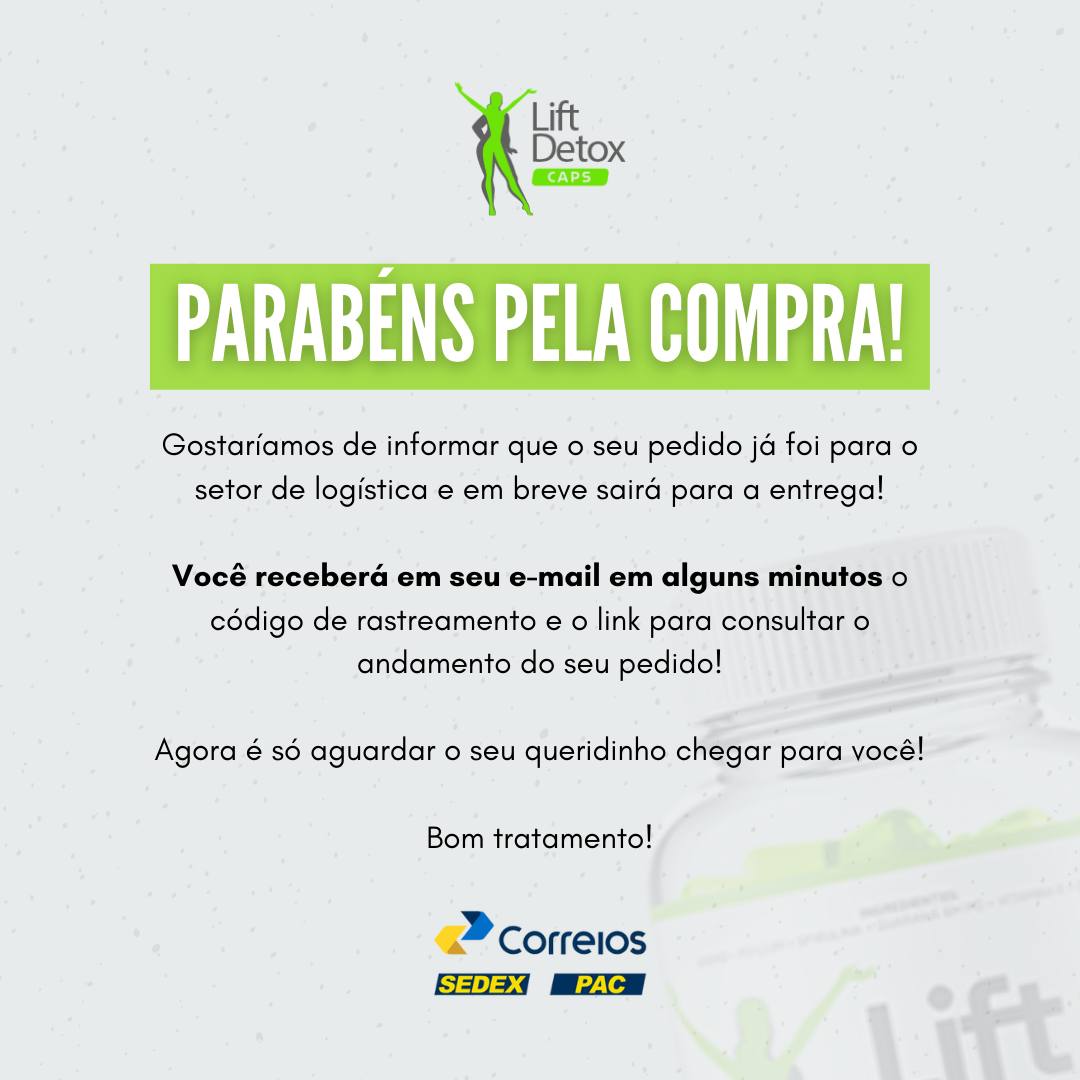 Lift
Detox
CAPS
PARABÉNS PELA COMPRA!
Gostaríamos de informar que o seu pedido já foi para o
setor de logística e em breve sairá para a entrega!
Você receberá em seu e-mail em alguns minutos o
código de rastreamento e o link para consultar o
andamento do seu pedido!
Agora é só aguardar o seu queridinho chegar para você!
Bom tratamento!
Correios
SEDEX PAC
INGREDIENTES
Lift